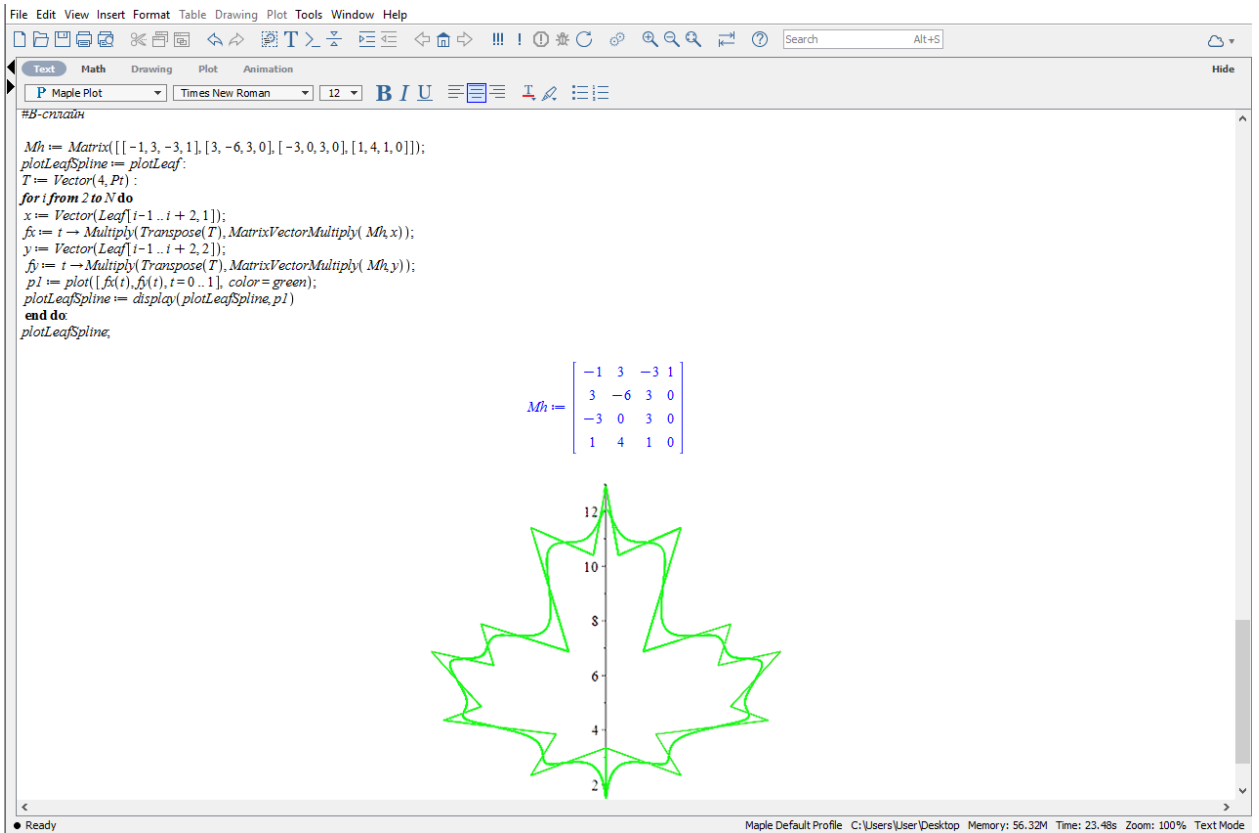 File Edit View Insert Format Table Drawing Plot Tools Window Help
Search Alt+S
Text Math Drawing Plot Animation Hide
P Maple Plot Times New Roman 12 B I U
#В-сплайн
Mh := Matrix([[ -1, 3, -3, 1], [3, -6, 3, 0], [ -3, 0, 3, 0], [1, 4, 1, 0]]);
plotLeafSpline := plotLeaf :
T := Vector(4, Pt) :
for i from 2 to N do
x := Vector(Leaf[i-1 .. i + 2, 1]);
fx := t → Multiply(Transpose(T), MatrixVectorMultiply( Mh, x));
y := Vector(Leaf[i-1 .. i + 2, 2]);
fy := t → Multiply(Transpose(T), MatrixVectorMultiply( Mh, y));
p1 := plot([ fx(t), fy(t), t = 0 .. 1], color = green);
plotLeafSpline := display(plotLeafSpline, p1)
end do:
plotLeafSpline;
Mh :=
-1 3 -3 1
3 -6 3 0
-3 0 3 0
1 4 1 0
12
10
8
6
4
2
Ready Maple Default Profile C:\Users\User\Desktop Memory: 56.32M Time: 23.48s Zoom: 100% Text Mode